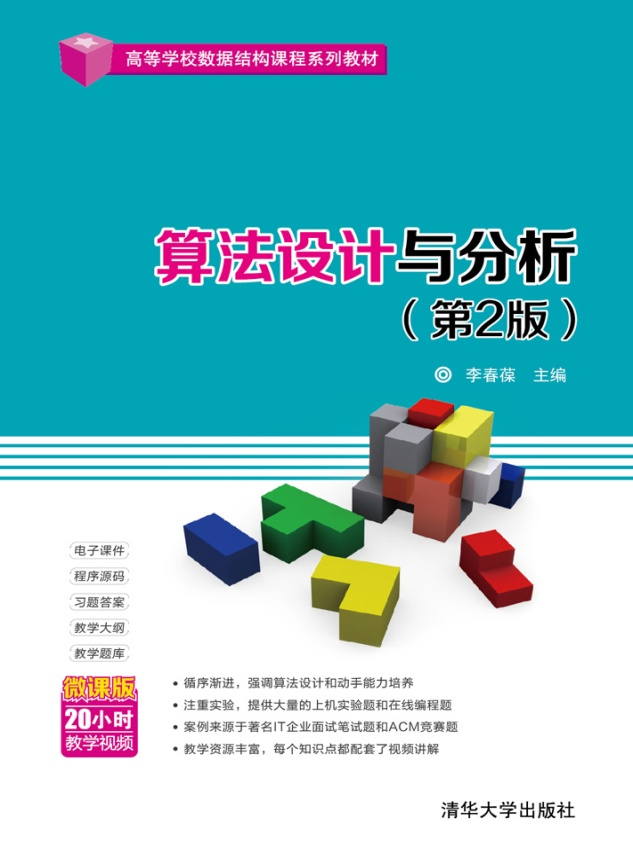 高等学校数据结构课程系列教材
算法设计与分析
（第2版）
◎ 李春葆 主编
电子课件
程序源码
习题答案
教学大纲
教学题库
微课版
20小时
教学视频
• 循序渐进，强调算法设计和动手能力培养
• 注重实验，提供大量的上机实验题和在线编程题
• 案例来源于著名IT企业面试笔试题和ACM竞赛题
• 教学资源丰富，每个知识点都配套了视频讲解
清华大学出版社